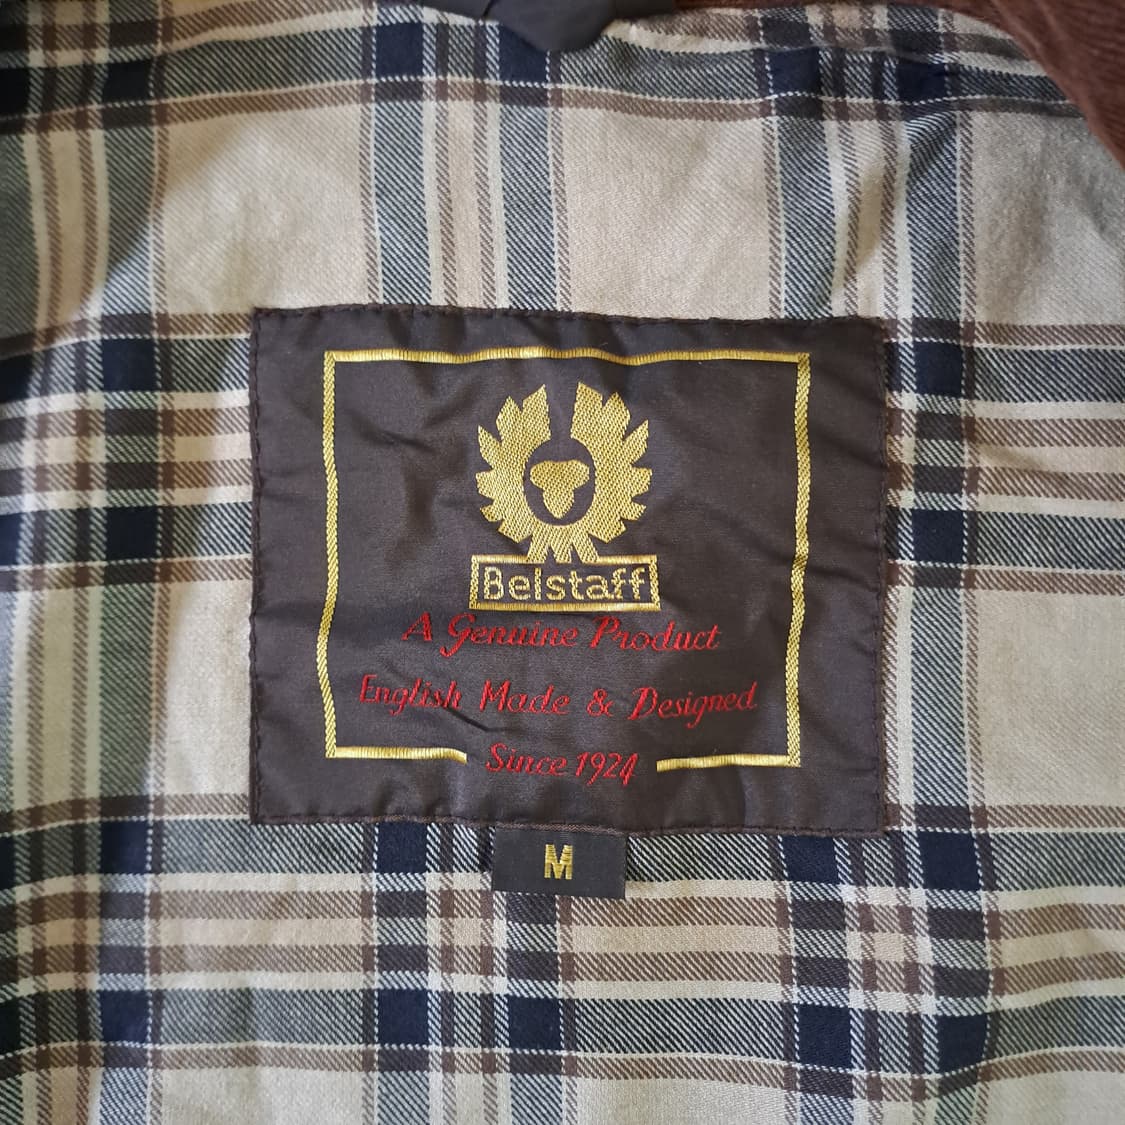 Belstaff
A Genuine Product
English Made & Designed
Since 1924
M